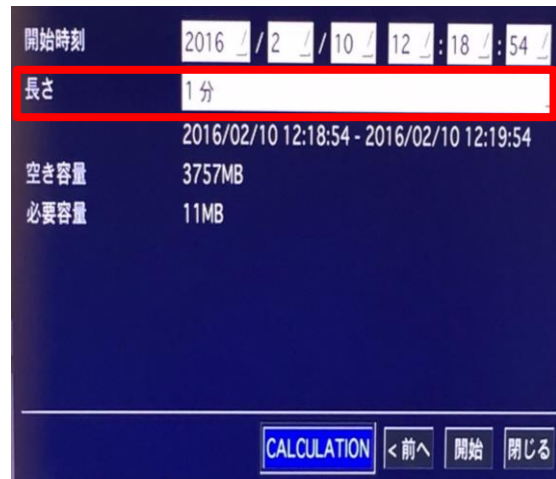 開始時刻 2016 / 2 / 10 12 : 18 : 54
長さ 1 分
2016/02/10 12:18:54 - 2016/02/10 12:19:54
空き容量 3757MB
必要容量 11MB
CALCULATION <前へ 開始 閉じる